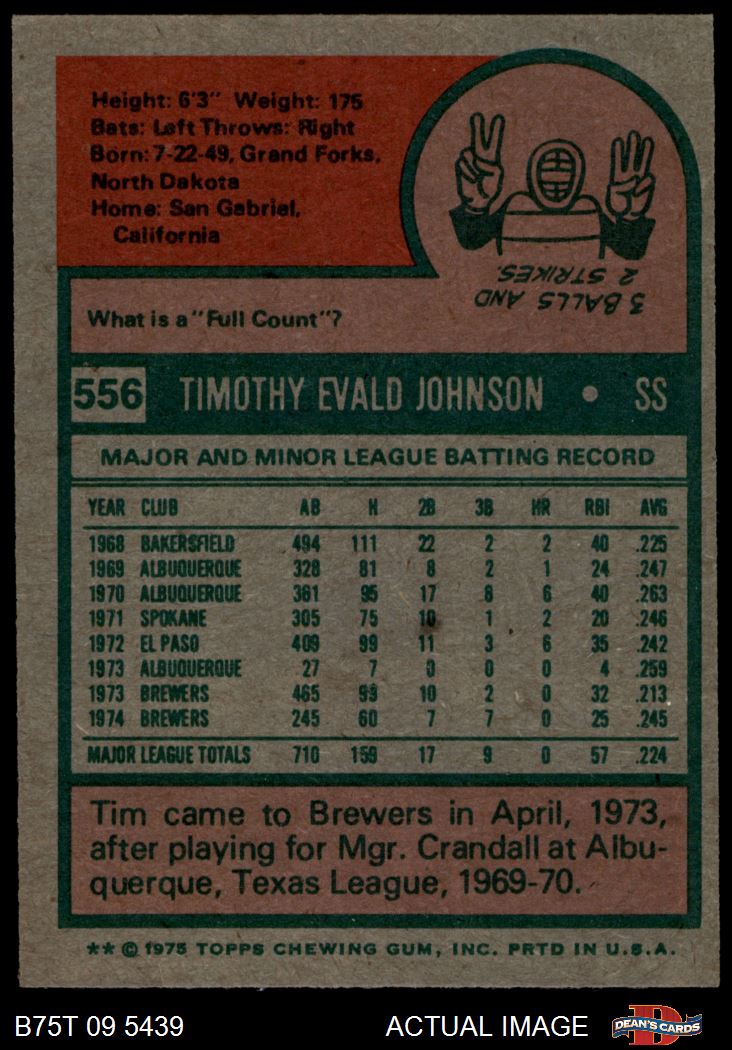 Height: 6'3" Weight: 175
Bats: Left Throws: Right
Born: 7-22-49, Grand Forks,
North Dakota
Home: San Gabriel,
California
3 BALLS AND
2 STRIKES.
What is a "Full Count"?
556 TIMOTHY EVALD JOHNSON • SS
MAJOR AND MINOR LEAGUE BATTING RECORD
YEAR CLUB AB H 2B 3B HR RBI AVG
1968 BAKERSFIELD 494 111 22 2 2 40 .225
1969 ALBUQUERQUE 328 81 8 2 1 24 .247
1970 ALBUQUERQUE 361 95 17 8 6 40 .263
1971 SPOKANE 305 75 10 1 2 20 .246
1972 EL PASO 409 99 11 3 6 35 .242
1973 ALBUQUERQUE 27 7 0 0 0 4 .259
1973 BREWERS 465 99 10 2 0 32 .213
1974 BREWERS 245 60 7 7 0 25 .245
MAJOR LEAGUE TOTALS 710 159 17 9 0 57 .224
Tim came to Brewers in April, 1973,
after playing for Mgr. Crandall at Albu-
querque, Texas League, 1969-70.
** © 1975 TOPPS CHEWING GUM, INC. PRTD IN U.S.A.
B75T 09 5439 ACTUAL IMAGE DEAN'S CARDS